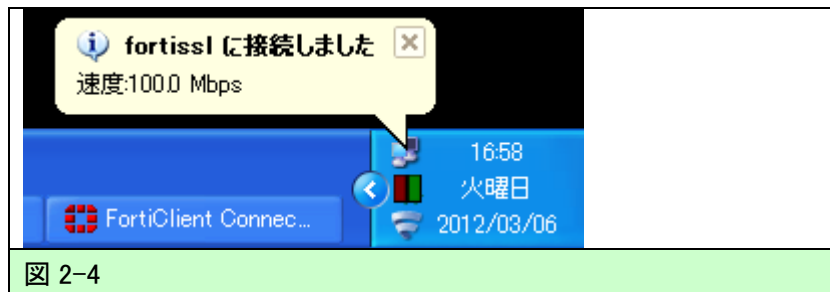 fortissl に接続しました
速度:100.0 Mbps
16:58
火曜日
FortiClient Connec...
2012/03/06
図 2-4